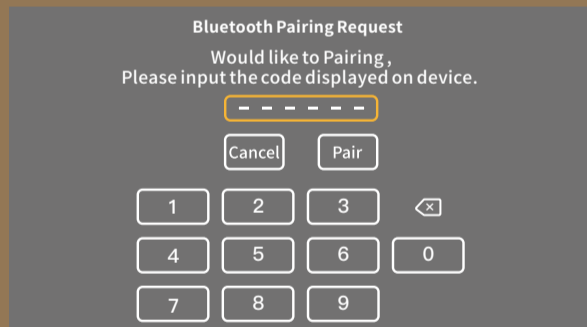 Bluetooth Pairing Request
Would like to Pairing ,
Please input the code displayed on device.
– – – – – –
Cancel Pair
1 2 3
4 5 6 0
7 8 9